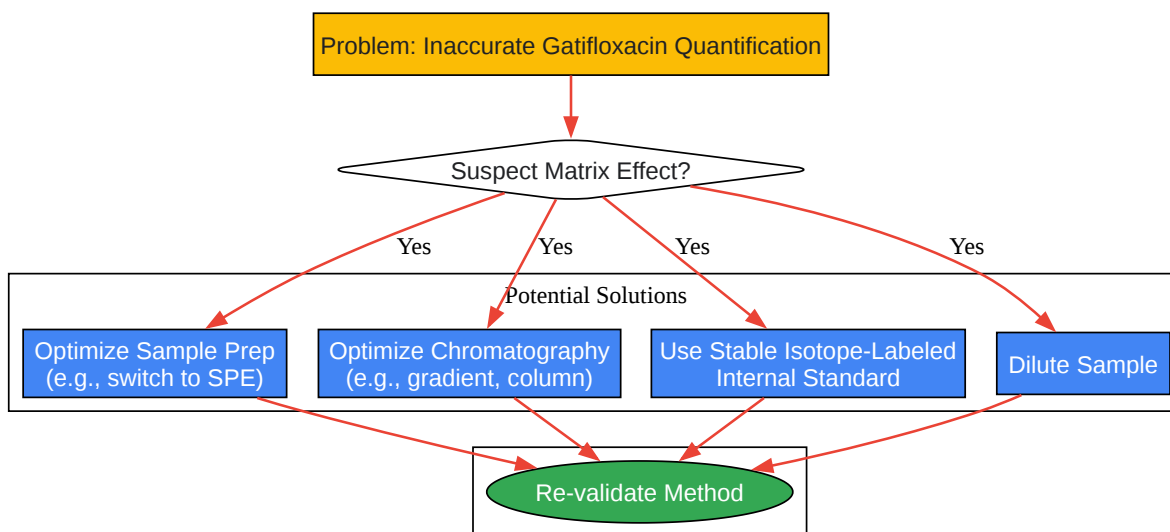 Problem: Inaccurate Gatifloxacin Quantification
Suspect Matrix Effect?
Yes
Yes
Yes
Yes
Potential Solutions
Optimize Sample Prep
(e.g., switch to SPE)
Optimize Chromatography
(e.g., gradient, column)
Use Stable Isotope-Labeled
Internal Standard
Dilute Sample
Re-validate Method